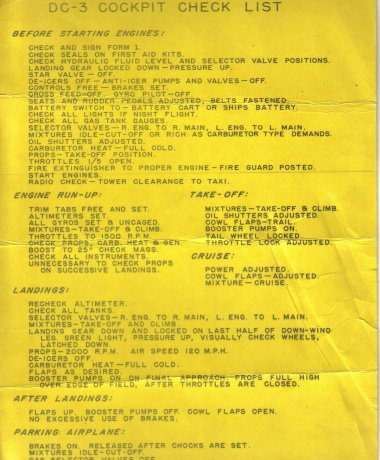 DC-3 COCKPIT CHECK LIST
BEFORE STARTING ENGINES:
CHECK AND SIGN FORM 1.
CHECK SEALS ON FIRST AID KITS
CHECK HYDRAULIC FLUID LEVEL AND SELECTOR VALVE POSITIONS.
LANDING GEAR LOCKED DOWN—PRESSURE UP.
STAR VALVE — OFF
DE-ICERS OFF - ANTI-ICER PUMPS AND VALVES—OFF.
CONTROLS FREE — BRAKES SET.
CROSS FEED—OFF. GYRO PILOT—OFF.
SEATS AND RUDDER PEDALS ADJUSTED, BELTS FASTENED.
BATTERY SWITCH TO— BATTERY CART OR SHIPS BATTERY.
CHECK ALL LIGHTS IF NIGHT FLIGHT.
CHECK ALL GAS TANK GAUGES.
SELECTOR VALVES—R. ENG. TO R. MAIN, L. ENG. TO L. MAIN.
MIXTURES IDLE-CUT-OFF OR RICH AS CARBURETOR TYPE DEMANDS.
OIL SHUTTERS ADJUSTED.
CARBURETOR HEAT—FULL COLD.
PROPS—TAKE-OFF POSITION.
THROTTLES 1/5 OPEN.
FIRE EXTINGUISHER TO PROPER ENGINE—FIRE GUARD POSTED.
START ENGINES.
RADIO CHECK—TOWER CLEARANCE TO TAXI.
ENGINE RUN-UP:
TRIM TABS FREE AND SET.
ALTIMETERS SET.
ALL GYROS SET & UNCAGED.
MIXTURES—TAKE-OFF & CLIMB.
THROTTLES TO 1500 R.P.M.
CHECK PROPS, CARB. HEAT & GEN.
BOOST TO 25" CHECK MAGS.
CHECK ALL INSTRUMENTS.
UNNECESSARY TO CHECK PROPS
ON SUCCESSIVE LANDINGS.
TAKE-OFF:
MIXTURES—TAKE-OFF & CLIMB.
OIL SHUTTERS ADJUSTED.
COWL FLAPS-TRAIL.
BOOSTER PUMPS ON.
TAIL WHEEL LOCKED.
THROTTLE LOCK ADJUSTED.
CRUISE:
POWER ADJUSTED.
COWL FLAPS—ADJUSTED.
MIXTURE — CRUISE.
LANDINGS:
RECHECK ALTIMETER.
CHECK ALL TANKS.
SELECTOR VALVES—R. ENG. TO R. MAIN, L. ENG. TO L. MAIN.
MIXTURES—TAKE-OFF AND CLIMB.
LANDING GEAR DOWN AND LOCKED ON LAST HALF OF DOWN-WIND
LEG, GREEN LIGHT, PRESSURE UP, VISUALLY CHECK WHEELS,
LATCHED DOWN.
PROPS—2000 R.P.M. AIR SPEED 120 M.P.H.
DE-ICERS OFF.
CARBURETOR HEAT—FULL COLD.
FLAPS AS DESIRED.
BOOSTER PUMPS ON ON FINAL APPROACH, PROPS FULL HIGH
OVER EDGE OF FIELD, AFTER THROTTLES ARE CLOSED.
AFTER LANDINGS:
FLAPS UP. BOOSTER PUMPS OFF. COWL FLAPS OPEN.
NO EXCESSIVE USE OF BRAKES.
PARKING AIRPLANE:
BRAKES ON. RELEASED AFTER CHOCKS ARE SET.
MIXTURES IDLE-CUT-OFF.
GAS SELECTOR VALVES OFF